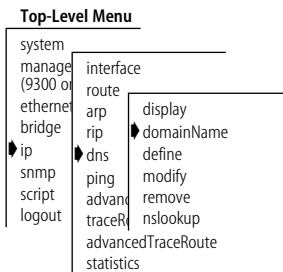 Top-Level Menu
system
manage
(9300 or
ethernet
bridge
ip
snmp
script
logout
interface
route
arp
rip
dns
ping
advanc
traceRo
advancedTraceRoute
statistics
display
domainName
define
modify
remove
nslookup